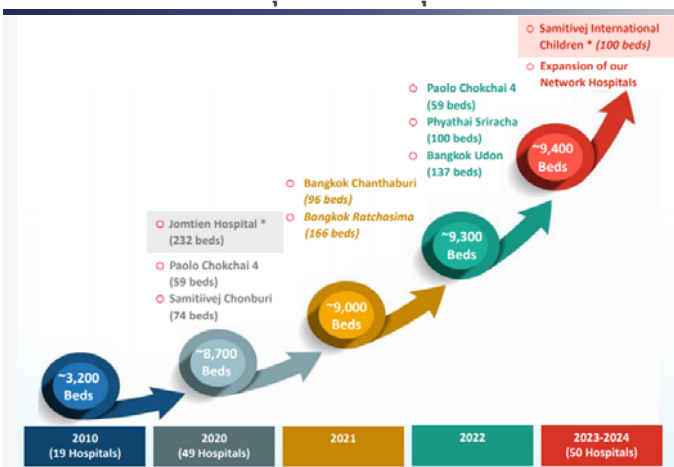 Samitivej International
Children * (100 beds)
Expansion of our
Network Hospitals
Paolo Chokchai 4
(59 beds)
Phyathai Sriracha
(100 beds)
Bangkok Udon
(137 beds)
~9,400
Beds
Bangkok Chanthaburi
(96 beds)
Bangkok Ratchasima
(166 beds)
Jomtien Hospital *
(232 beds)
Paolo Chokchai 4
(59 beds)
Samitiivej Chonburi
(74 beds)
~9,300
Beds
~9,000
Beds
~8,700
Beds
~3,200
Beds
2010
(19 Hospitals)
2020
(49 Hospitals)
2021
2022
2023-2024
(50 Hospitals)